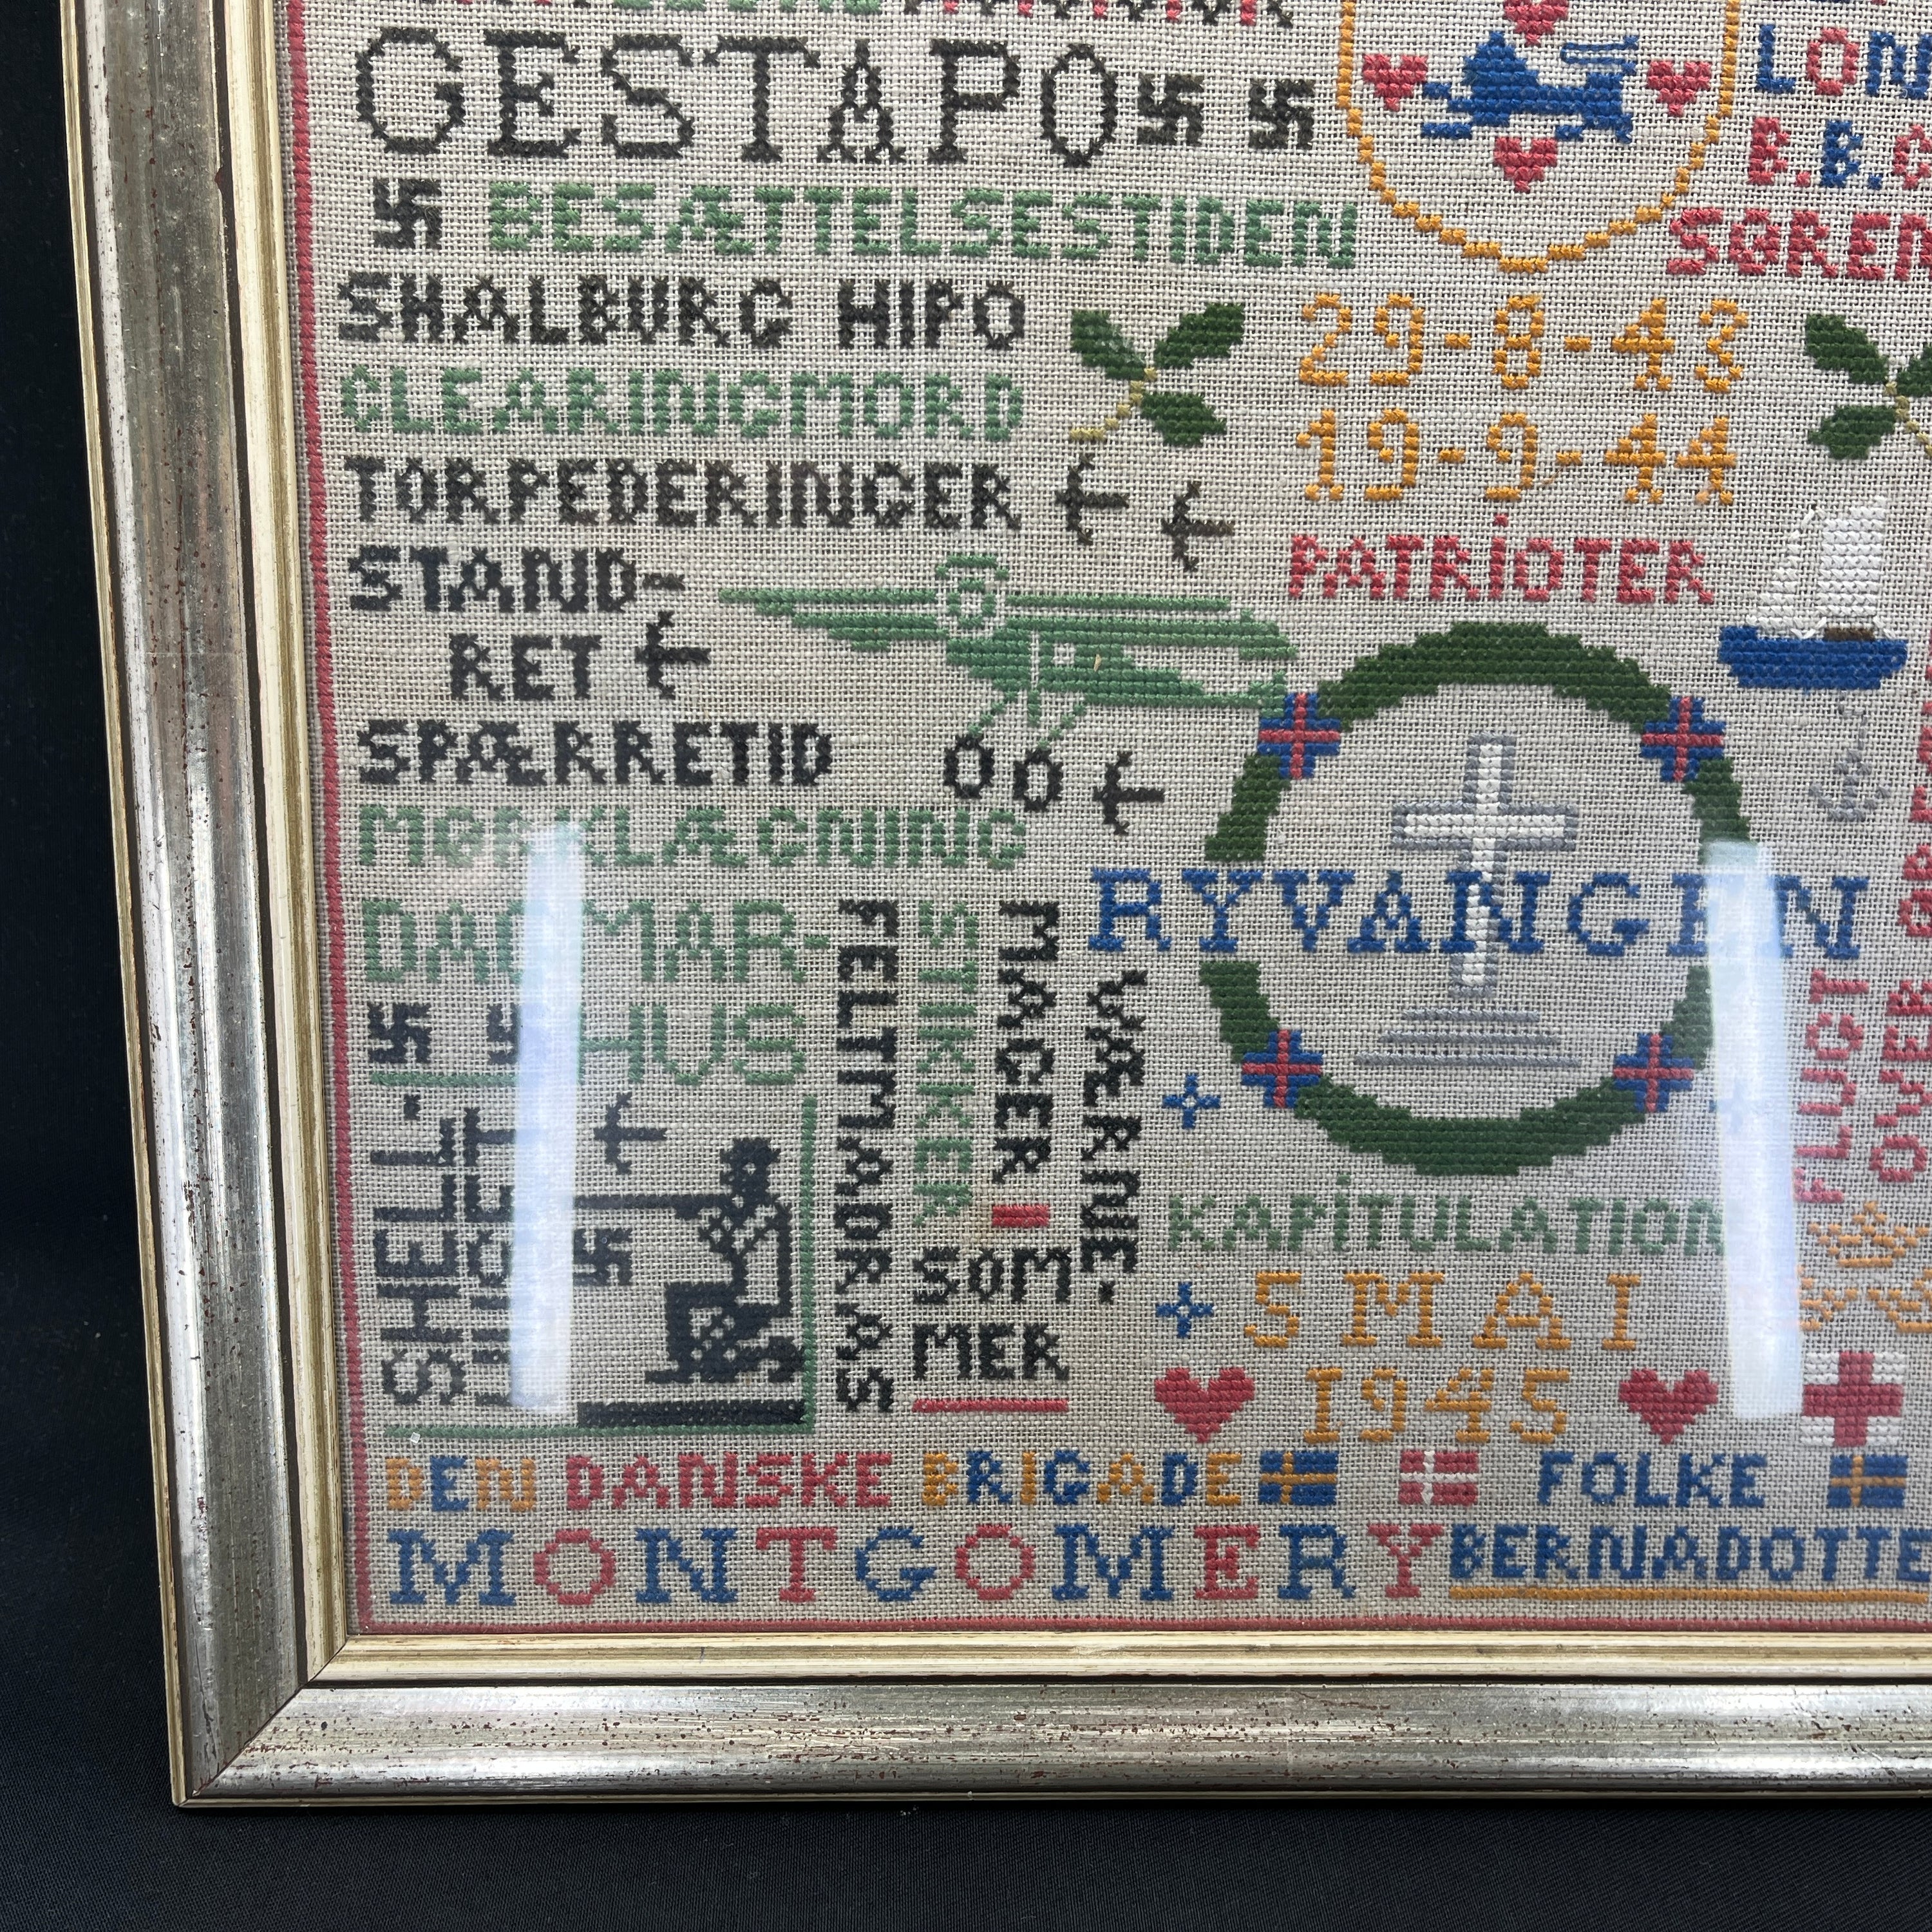 GESTAPO
BESÆTTELSESTIDEN
SHALBURG HIPO
CLEARINGMORD
TORPEDERINGER
STAND-
RET
SPÆRRETID
MØRKLÆGNING
DAGMAR-
HUS
SHELL-
FELTMADRAS
STIKKER
MAGER
SOM
MER
VÆRNE.
B.B.C
SØREN
29-8-43
19-9-44
PATRIOTER
RYVANGEN
FLUGT
OVER
KAPITULATION
5 MAI
1945
DEN DANSKE BRIGADE
FOLKE
MONTGOMERY
BERNADOTTE